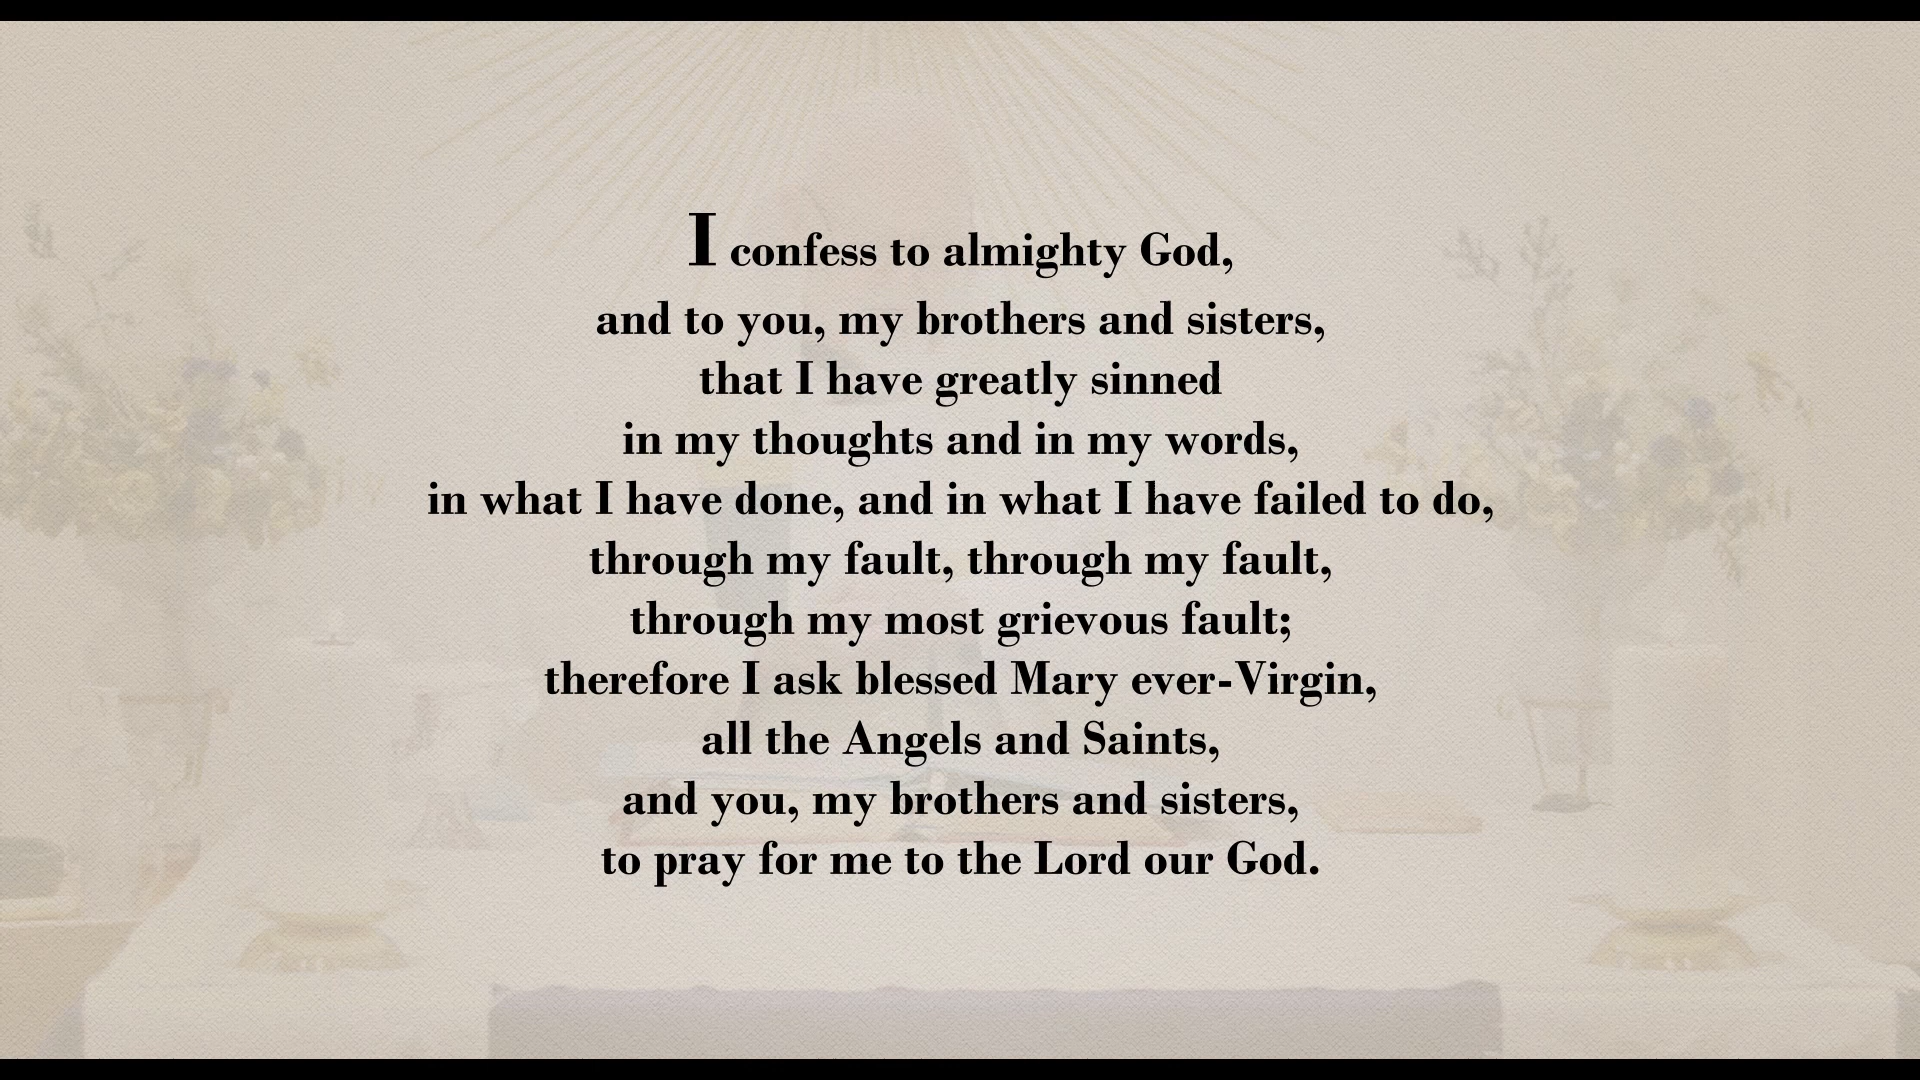 I confess to almighty God,
and to you, my brothers and sisters,
that I have greatly sinned
in my thoughts and in my words,
in what I have done, and in what I have failed to do,
through my fault, through my fault,
through my most grievous fault;
therefore I ask blessed Mary ever-Virgin,
all the Angels and Saints,
and you, my brothers and sisters,
to pray for me to the Lord our God.